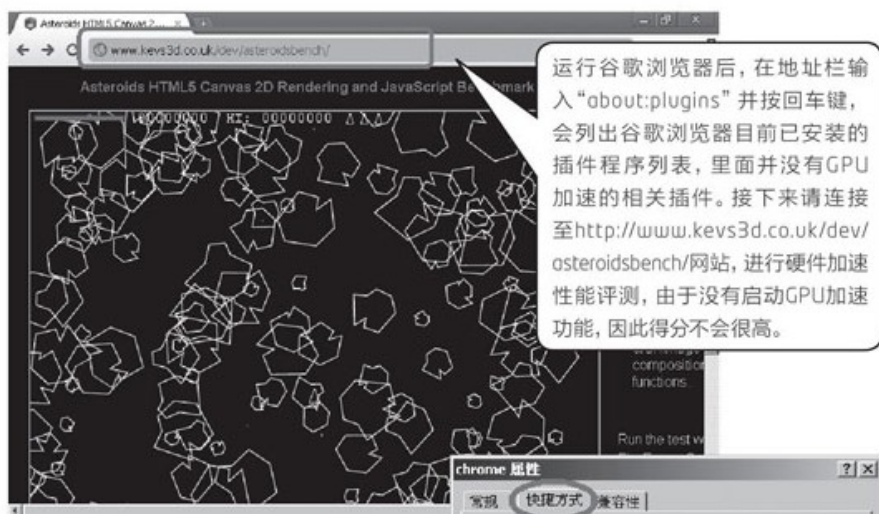 Asteroids HTML5 Canvas 2...
www.kevs3d.co.uk/dev/asteroidsbench/
Asteroids HTML5 Canvas 2D Rendering and JavaScript Benchmark
00000000 HI: 00000000
运行谷歌浏览器后，在地址栏输
入“about:plugins”并按回车键，
会列出谷歌浏览器目前已安装的
插件程序列表，里面并没有GPU
加速的相关插件。接下来请连接
至http://www.kevs3d.co.uk/dev/
asteroidsbench/网站，进行硬件加速
性能评测，由于没有启动GPU加速
功能，因此得分不会很高。
composition
functions.
Run the test w
chrome 属性
常规 快捷方式 兼容性